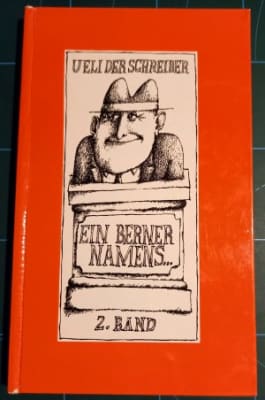 UELI DER SCHREIBER
EIN BERNER
NAMENS...
2. BAND